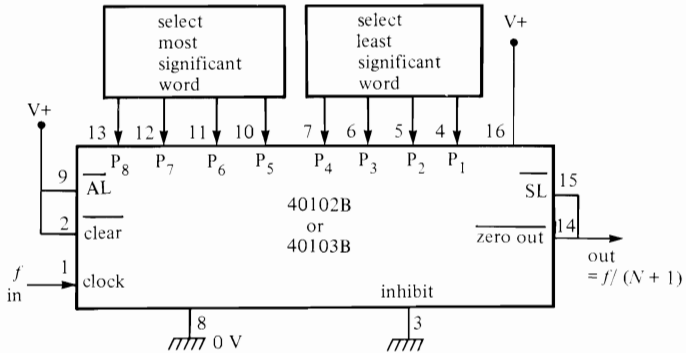 select
most
significant
word
select
least
significant
word
V+
V+
13 12 11 10 7 6 5 4 16
P8 P7 P6 P5 P4 P3 P2 P1
9
AL
SL
15
40102B
or
40103B
2
clear
zero out
14
1
f
in
clock
out
= f/ (N + 1)
inhibit
8
0 V
3